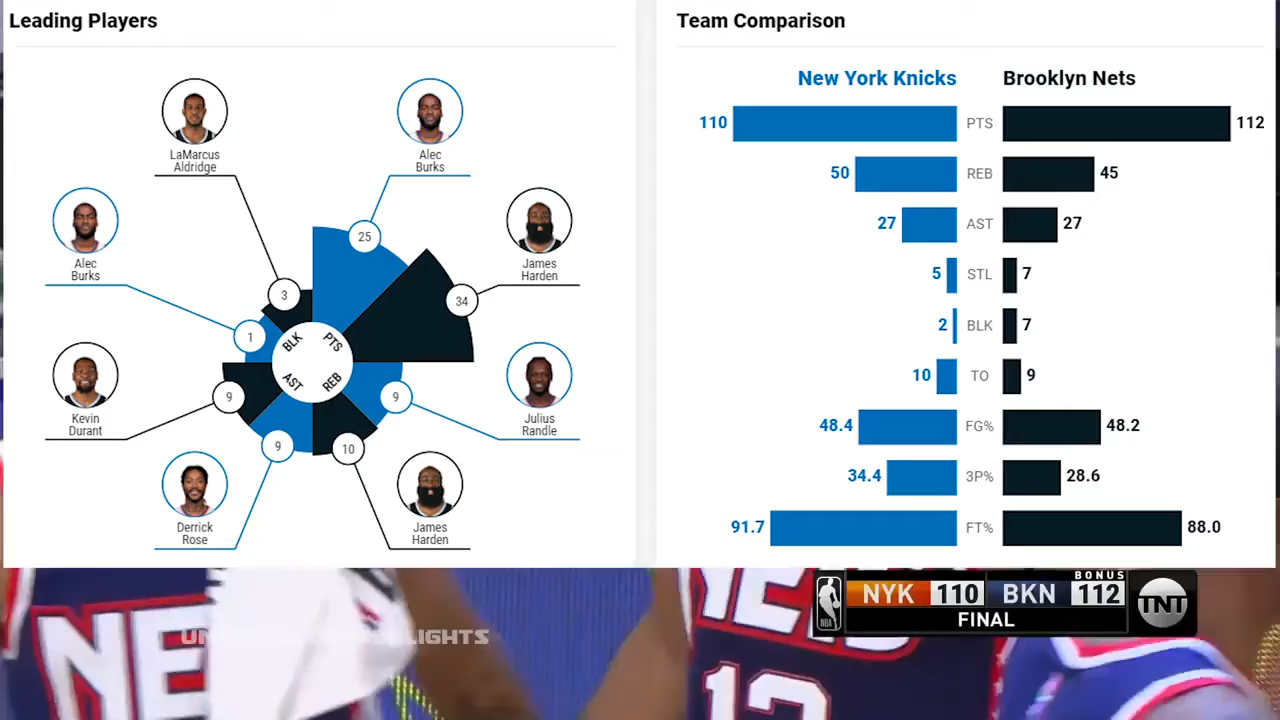 Leading Players
LaMarcus
Aldridge
Alec
Burks
Alec
Burks
James
Harden
25
34
3
1
BLK
PTS
AST
REB
9
9
9
10
Kevin
Durant
Julius
Randle
Derrick
Rose
James
Harden
Team Comparison
New York Knicks
Brooklyn Nets
110 PTS 112
50 REB 45
27 AST 27
5 STL 7
2 BLK 7
10 TO 9
48.4 FG% 48.2
34.4 3P% 28.6
91.7 FT% 88.0
BONUS
NYK 110 BKN 112
FINAL
NBA
TNT
LIGHTS
NE
13